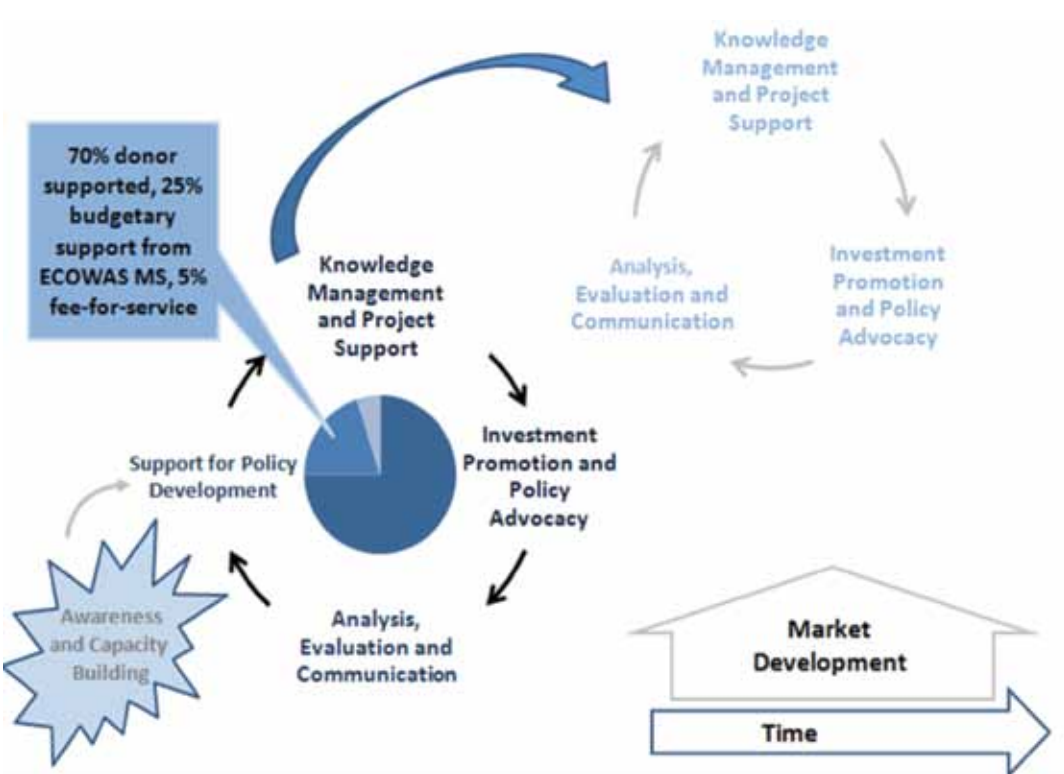 Knowledge
Management
and Project
Support
70% donor
supported, 25%
budgetary
support from
ECOWAS MS, 5%
fee-for-service
Knowledge
Management
and Project
Support
Analysis,
Evaluation and
Communication
Investment
Promotion
and Policy
Advocacy
Support for Policy
Development
Investment
Promotion and
Policy
Advocacy
Awareness
and Capacity
Building
Analysis,
Evaluation and
Communication
Market
Development
Time